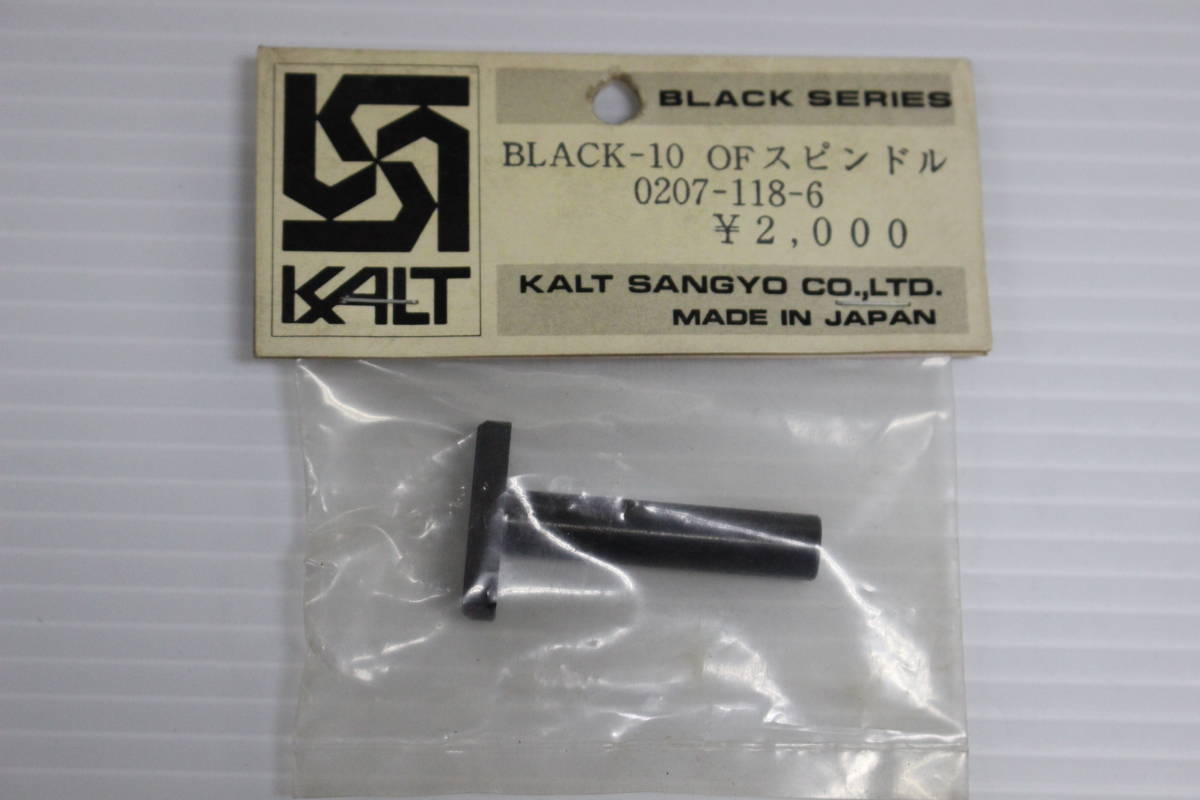 KALT
BLACK SERIES
BLACK-10 OFスピンドル
0207-118-6
¥2,000
KALT SANGYO CO.,LTD.
MADE IN JAPAN